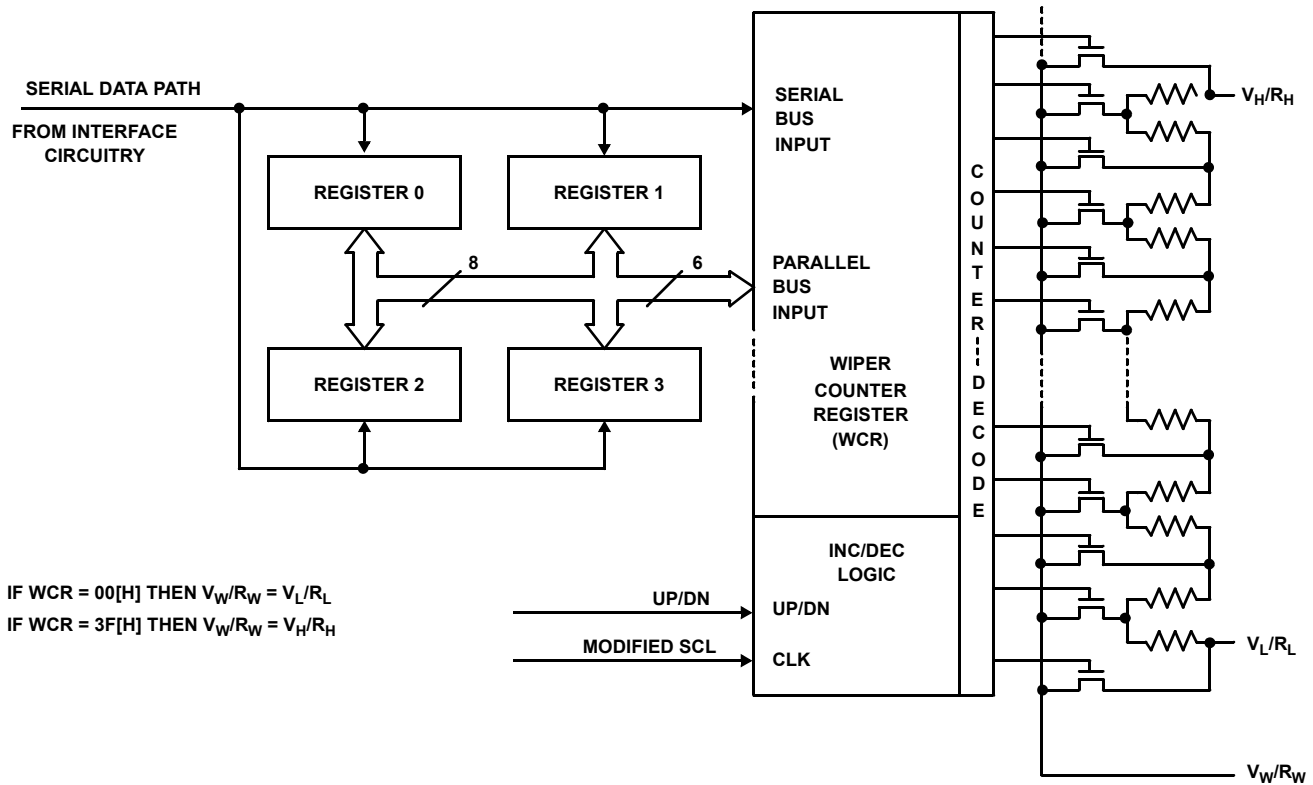 SERIAL DATA PATH
FROM INTERFACE
CIRCUITRY
REGISTER 0
REGISTER 1
8
6
REGISTER 2
REGISTER 3
SERIAL
BUS
INPUT
PARALLEL
BUS
INPUT
WIPER
COUNTER
REGISTER
(WCR)
INC/DEC
LOGIC
UP/DN
UP/DN
MODIFIED SCL
CLK
COUNTER
DECODE
VH/RH
VL/RL
VW/RW
IF WCR = 00[H] THEN VW/RW = VL/RL
IF WCR = 3F[H] THEN VW/RW = VH/RH